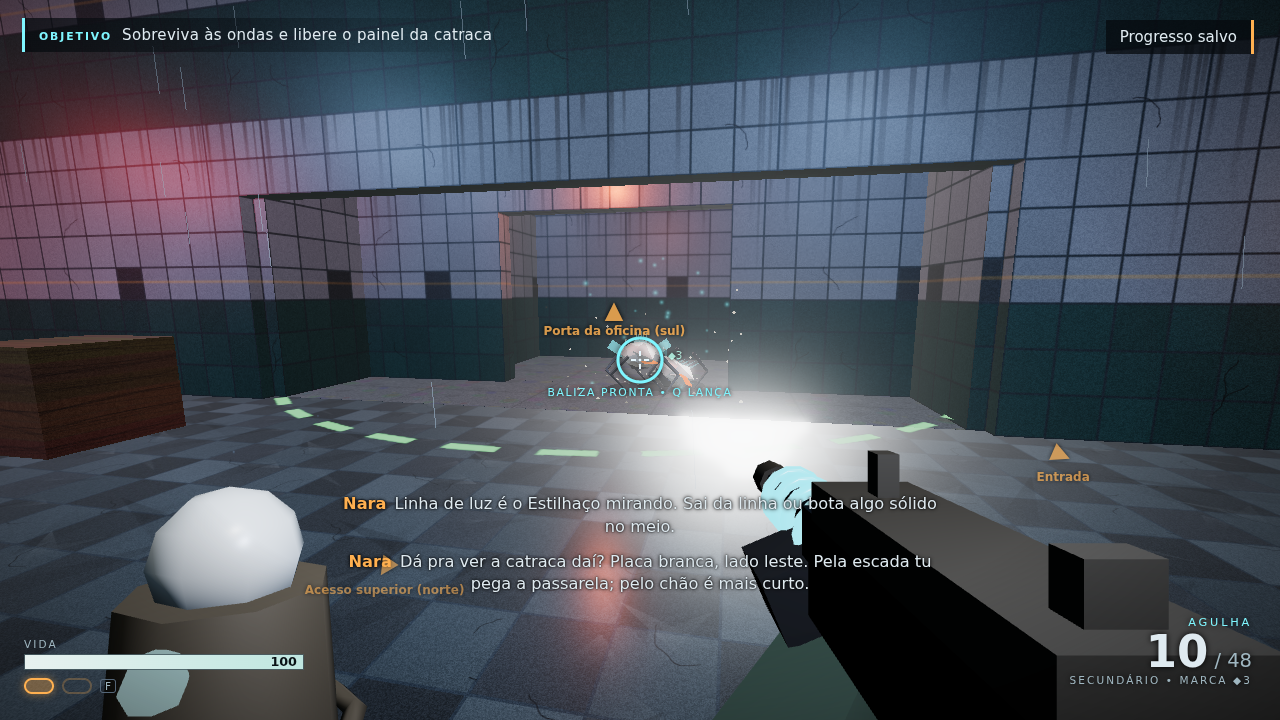 OBJETIVO Sobreviva às ondas e libere o painel da catraca
Progresso salvo
Porta da oficina (sul)
◆3
BALIZA PRONTA • Q LANÇA
Entrada
Nara Linha de luz é o Estilhaço mirando. Sai da linha ou bota algo sólido
no meio.
Nara Dá pra ver a catraca daí? Placa branca, lado leste. Pela escada tu
pega a passarela; pelo chão é mais curto.
Acesso superior (norte)
VIDA
100
F
AGULHA
10 / 48
SECUNDÁRIO • MARCA ◆3